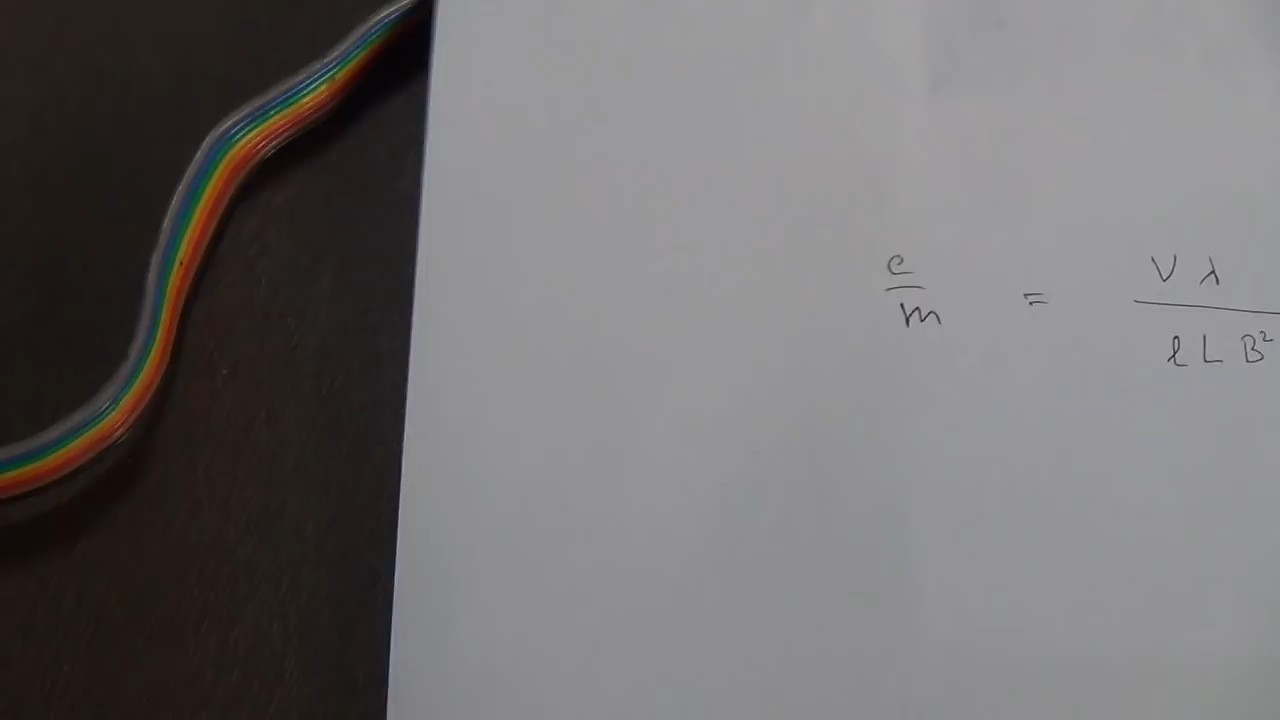 e/m = Vλ / lLB²